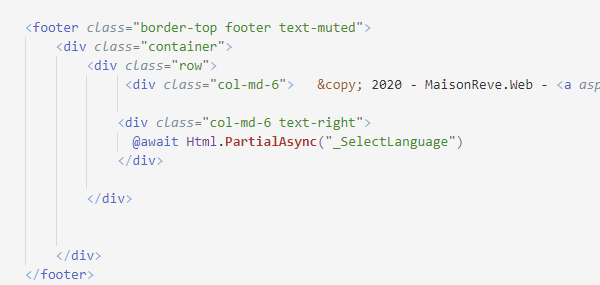 <footer class="border-top footer text-muted">
<div class="container">
<div class="row">
<div class="col-md-6"> &copy; 2020 - MaisonReve.Web - <a asp
<div class="col-md-6 text-right">
@await Html.PartialAsync("_SelectLanguage")
</div>
</div>
</div>
</footer>